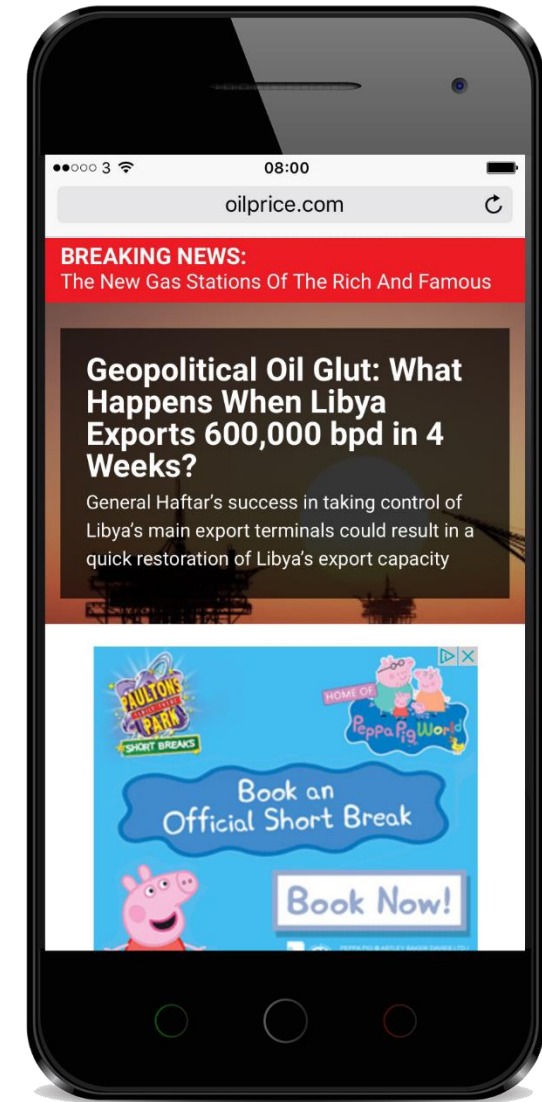 3 08:00
oilprice.com
BREAKING NEWS:
The New Gas Stations Of The Rich And Famous
Geopolitical Oil Glut: What
Happens When Libya
Exports 600,000 bpd in 4
Weeks?
General Haftar's success in taking control of
Libya's main export terminals could result in a
quick restoration of Libya's export capacity
PAULTONS
PARK
SHORT BREAKS
HOME OF
Peppa Pig World
Book an
Official Short Break
Book Now!